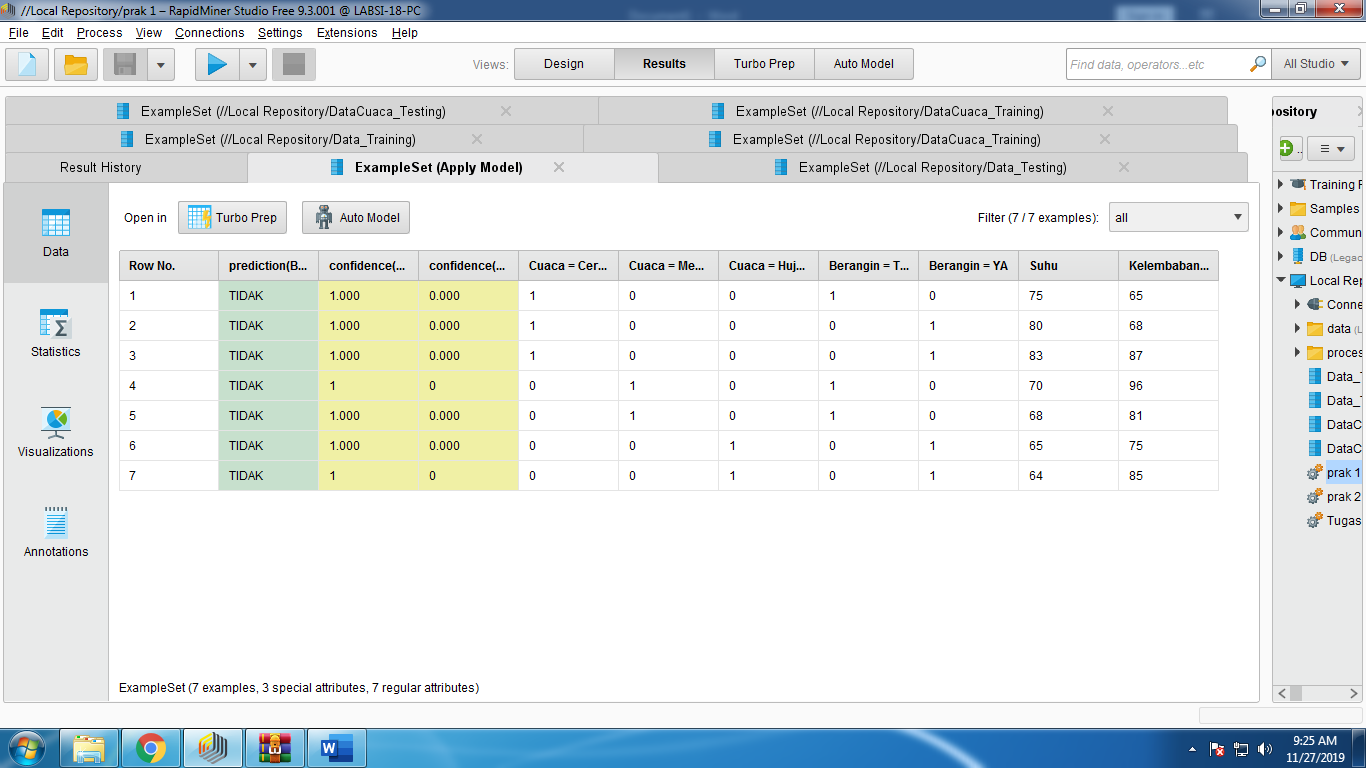 //Local Repository/prak 1 – RapidMiner Studio Free 9.3.001 @ LABSI-18-PC
File Edit Process View Connections Settings Extensions Help
Views: Design Results Turbo Prep Auto Model Find data, operators...etc All Studio
ExampleSet (//Local Repository/DataCuaca_Testing) ExampleSet (//Local Repository/DataCuaca_Training)
ExampleSet (//Local Repository/Data_Training) ExampleSet (//Local Repository/DataCuaca_Training)
Result History ExampleSet (Apply Model) ExampleSet (//Local Repository/Data_Testing)
Data
Statistics
Visualizations
Annotations
Open in Turbo Prep Auto Model Filter (7 / 7 examples): all
Row No. prediction(B... confidence(... confidence(... Cuaca = Cer... Cuaca = Me... Cuaca = Huj... Berangin = T... Berangin = YA Suhu Kelembaban...
1 TIDAK 1.000 0.000 1 0 0 1 0 75 65
2 TIDAK 1.000 0.000 1 0 0 0 1 80 68
3 TIDAK 1.000 0.000 1 0 0 0 1 83 87
4 TIDAK 1 0 0 1 0 1 0 70 96
5 TIDAK 1.000 0.000 0 1 0 1 0 68 81
6 TIDAK 1.000 0.000 0 0 1 0 1 65 75
7 TIDAK 1 0 0 0 1 0 1 64 85
ExampleSet (7 examples, 3 special attributes, 7 regular attributes)
pository
..
Training R
Samples
Commun
DB (Legac
Local Rep
Conne
data (L
proces
Data_T
Data_T
DataC
DataC
prak 1
prak 2
Tugas
9:25 AM
11/27/2019